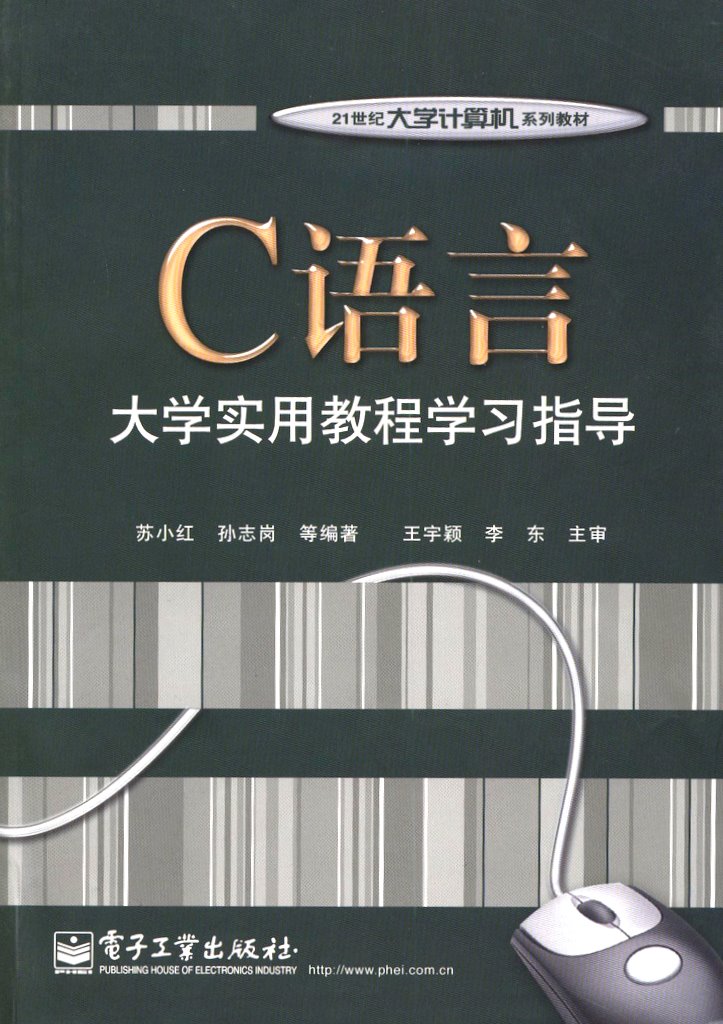 21世纪大学计算机系列教材
C语言
大学实用教程学习指导
苏小红 孙志岗 等编著 王宇颖 李 东 主审
電子工業出版社·
PUBLISHING HOUSE OF ELECTRONICS INDUSTRY http://www.phei.com.cn